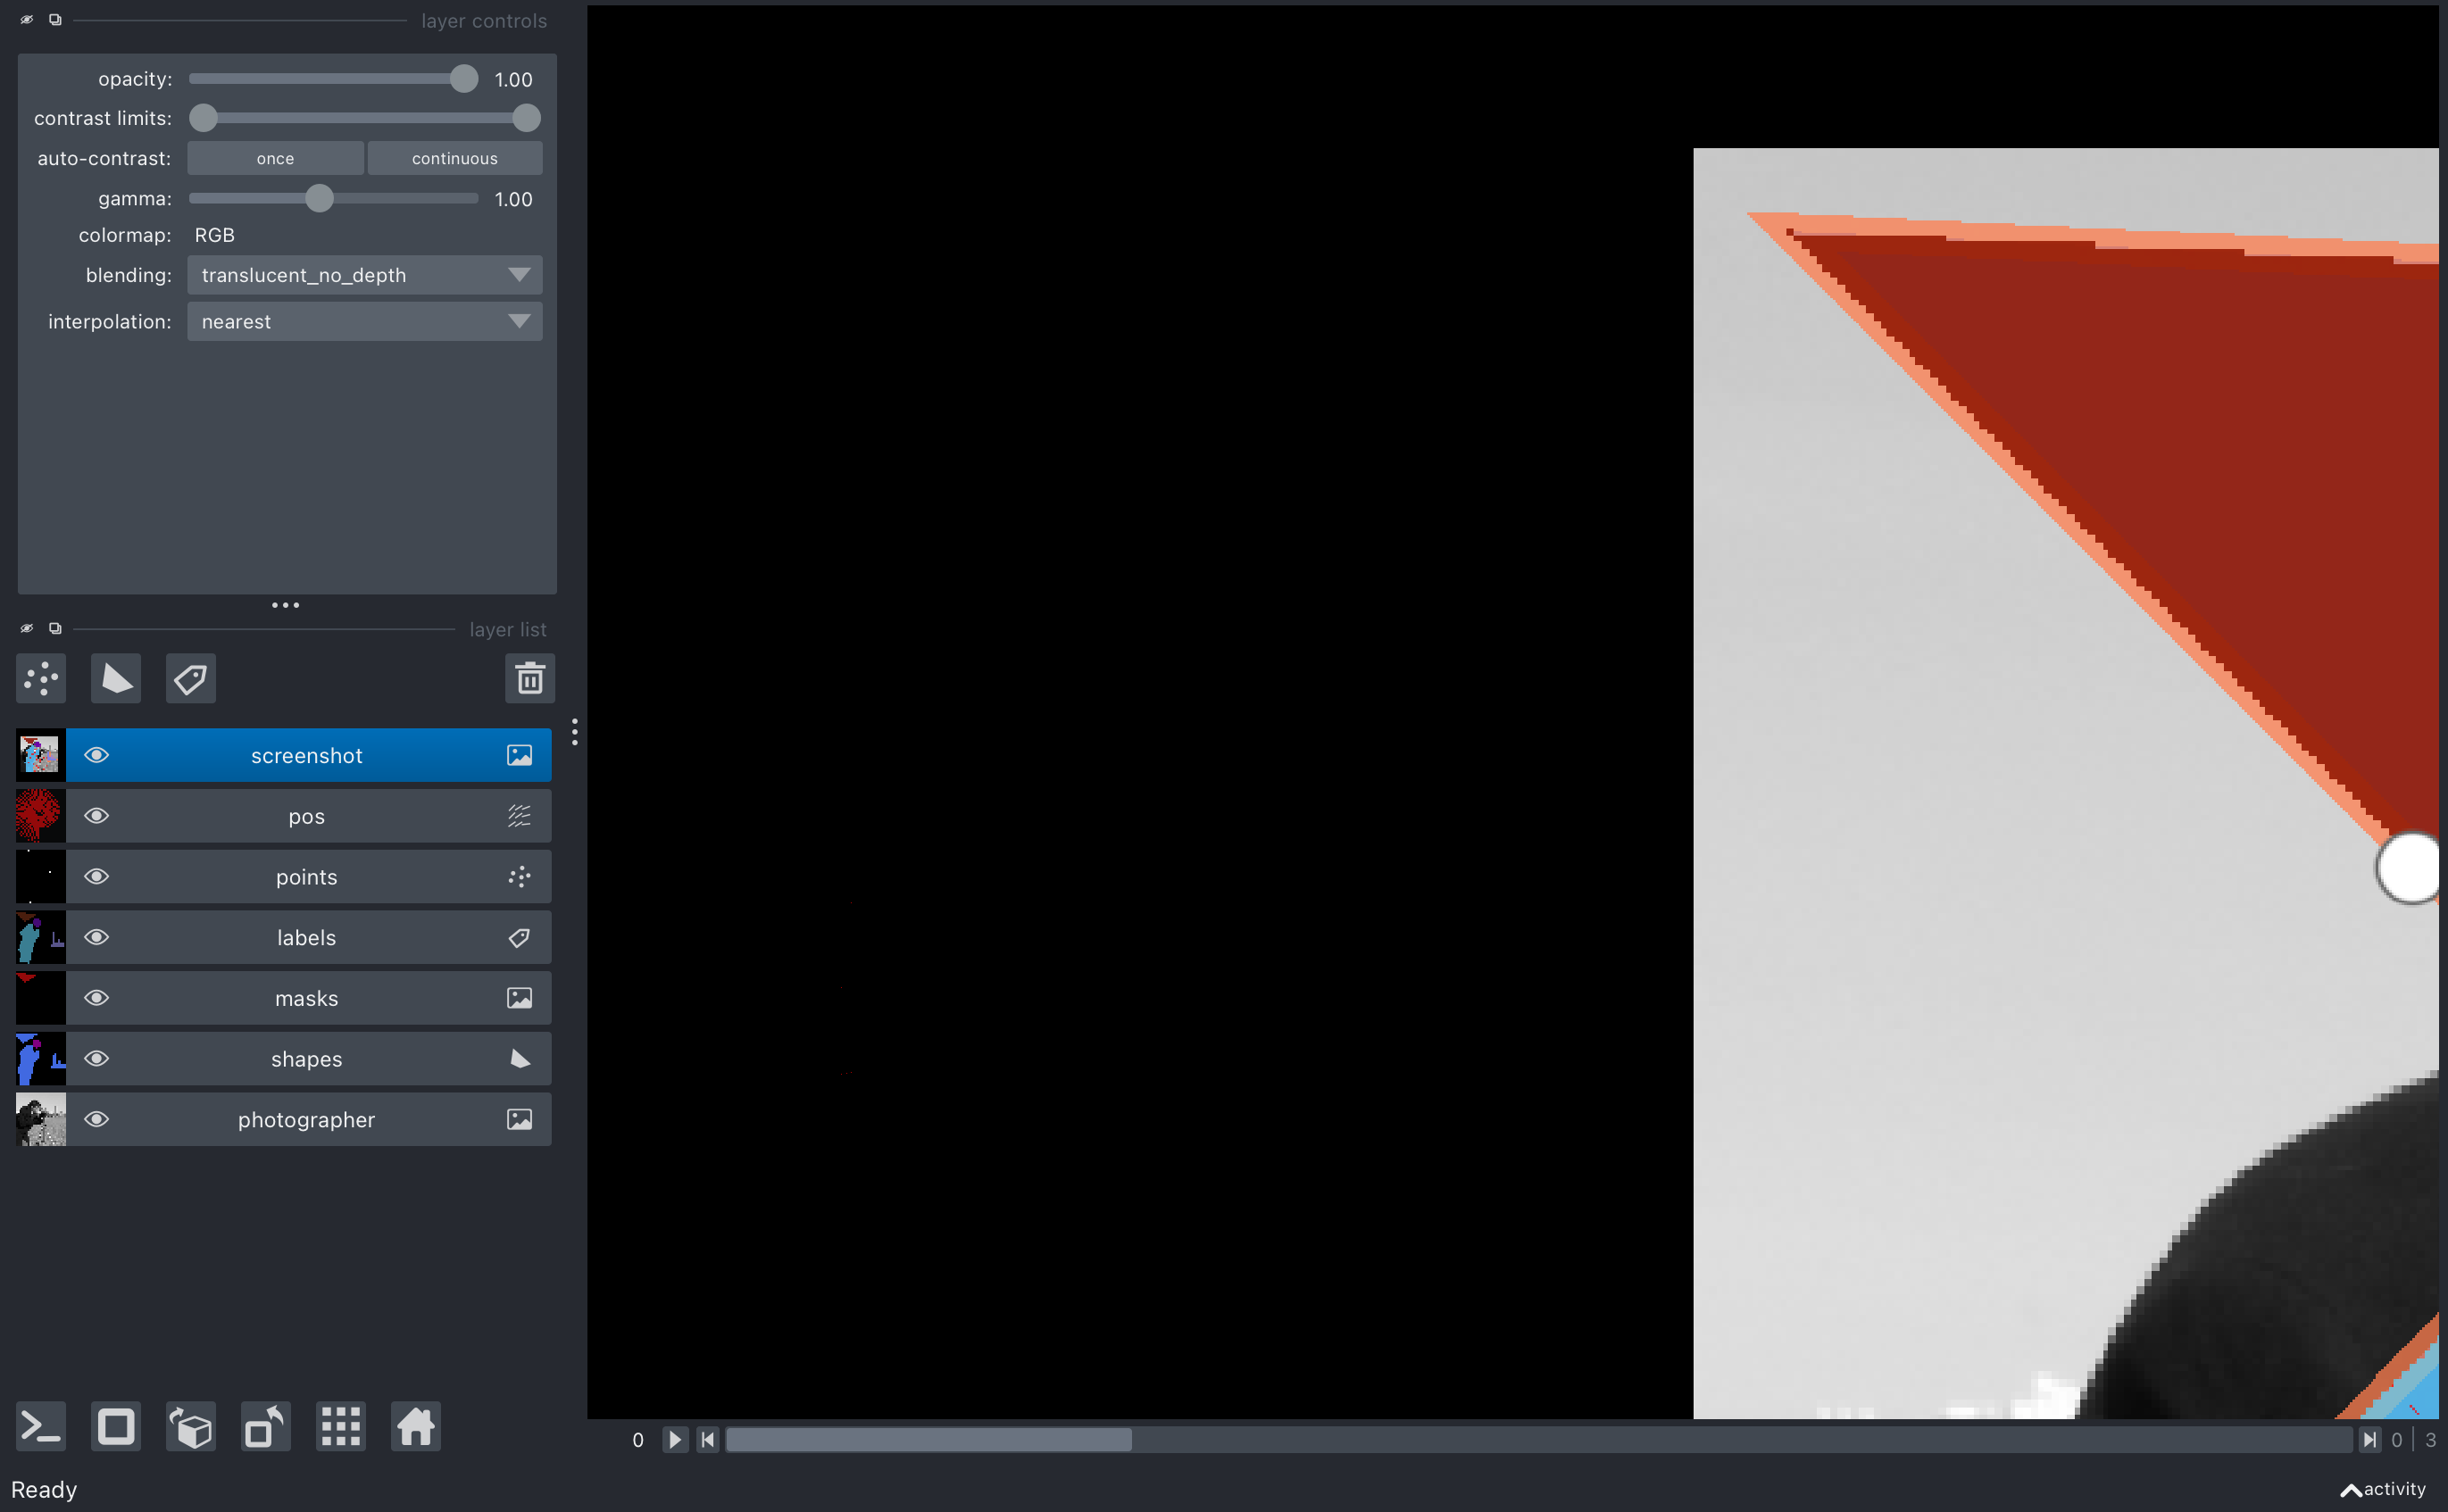 layer controls
opacity: 1.00
contrast limits:
auto-contrast: once continuous
gamma: 1.00
colormap: RGB
blending: translucent_no_depth
interpolation: nearest
layer list
screenshot
pos
points
labels
masks
shapes
photographer
0 0 3
Ready activity